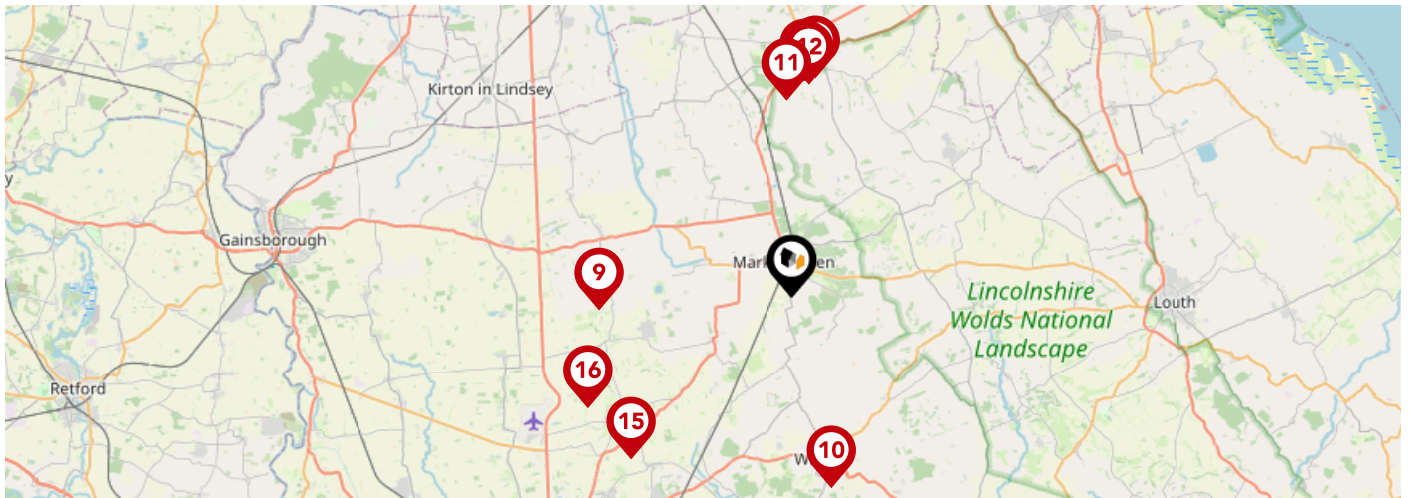 12
11
Kirton in Lindsey
Gainsborough
9
Lincolnshire
Wolds National
Landscape
Louth
16
Retford
15
10